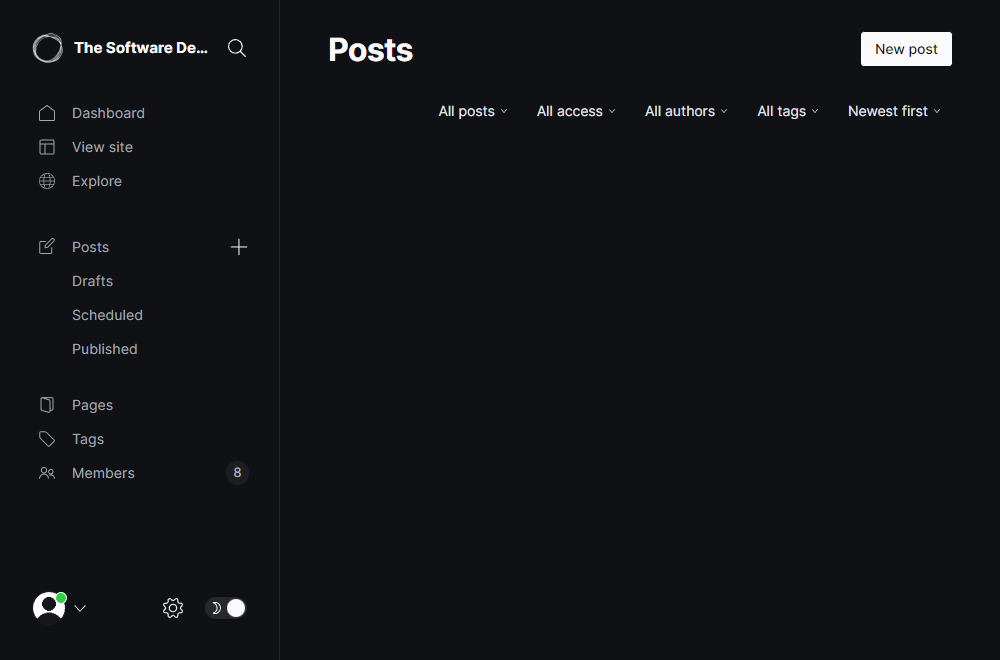 The Software De...
Dashboard
View site
Explore
Posts
Drafts
Scheduled
Published
Pages
Tags
Members 8
Posts
New post
All posts All access All authors All tags Newest first